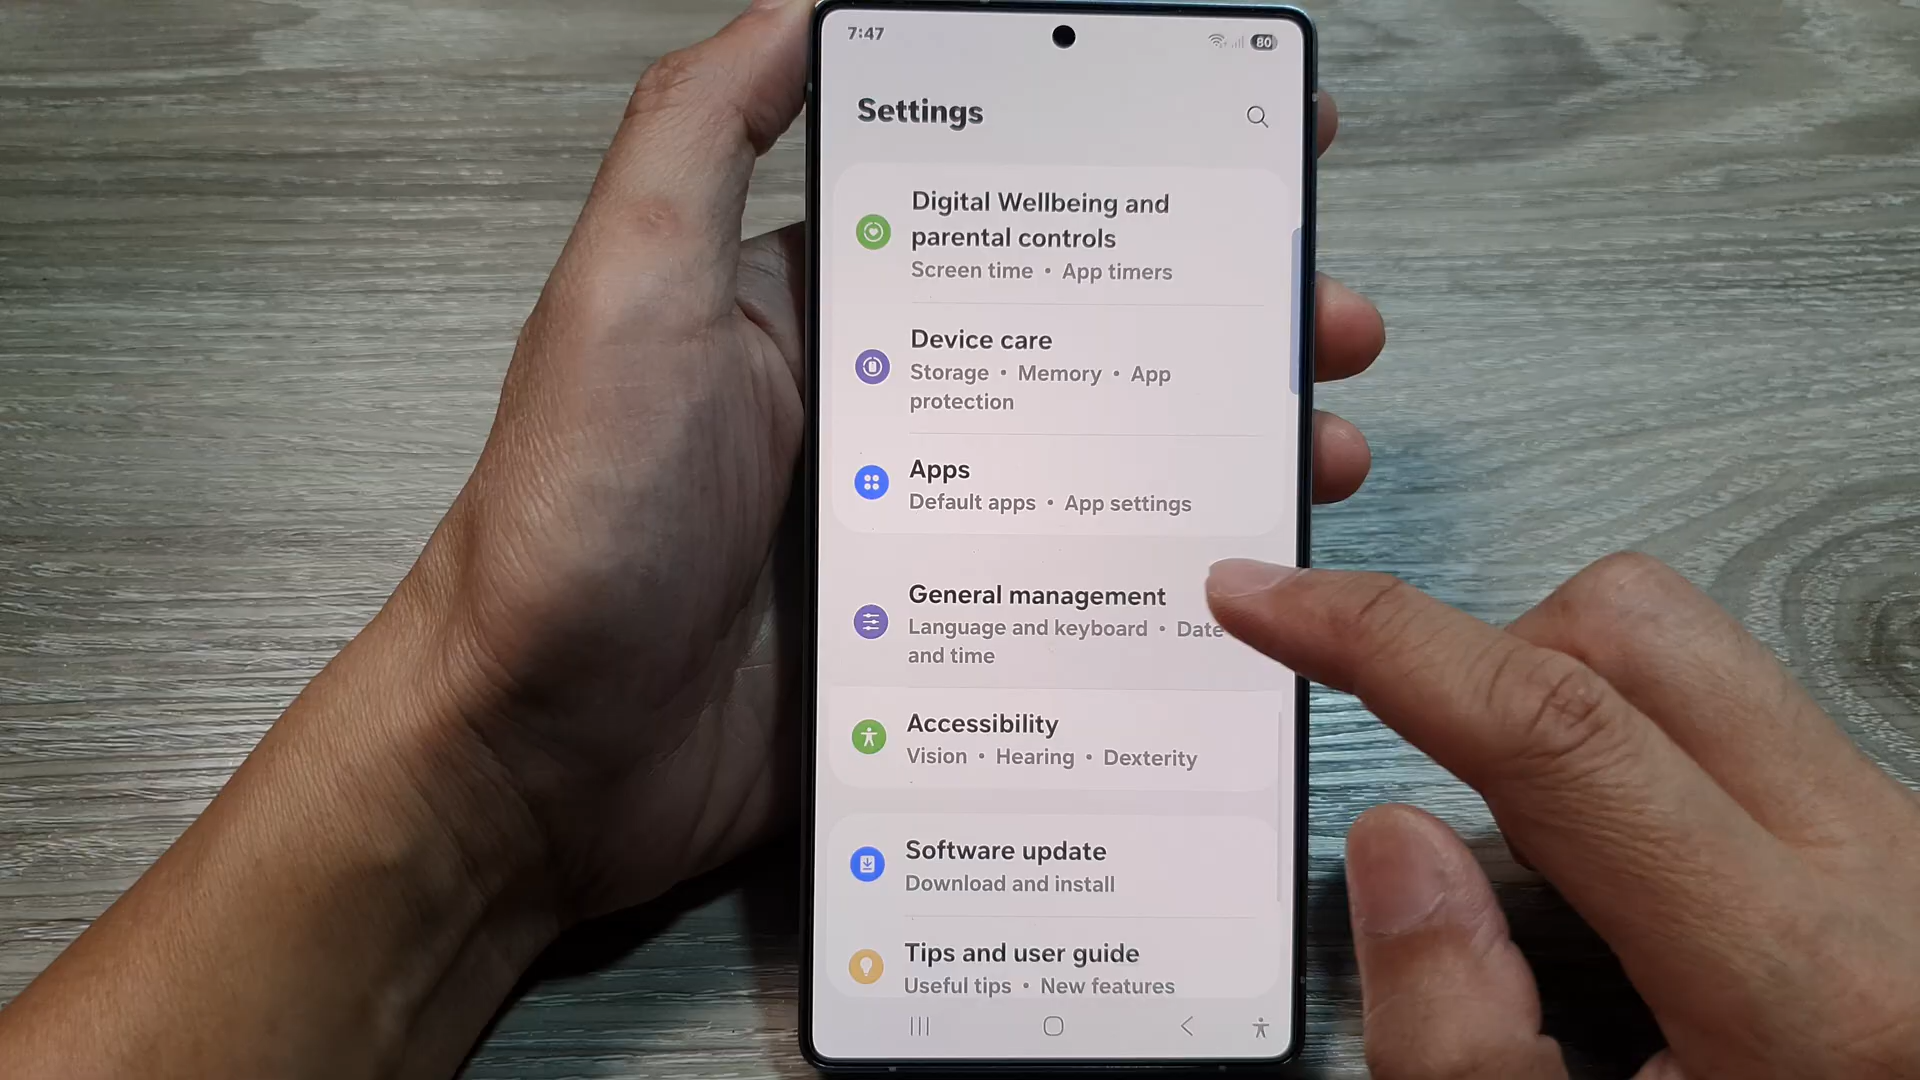 7:47
80
Settings
Digital Wellbeing and
parental controls
Screen time • App timers
Device care
Storage • Memory • App
protection
Apps
Default apps • App settings
General management
Language and keyboard • Date
and time
Accessibility
Vision • Hearing • Dexterity
Software update
Download and install
Tips and user guide
Useful tips • New features